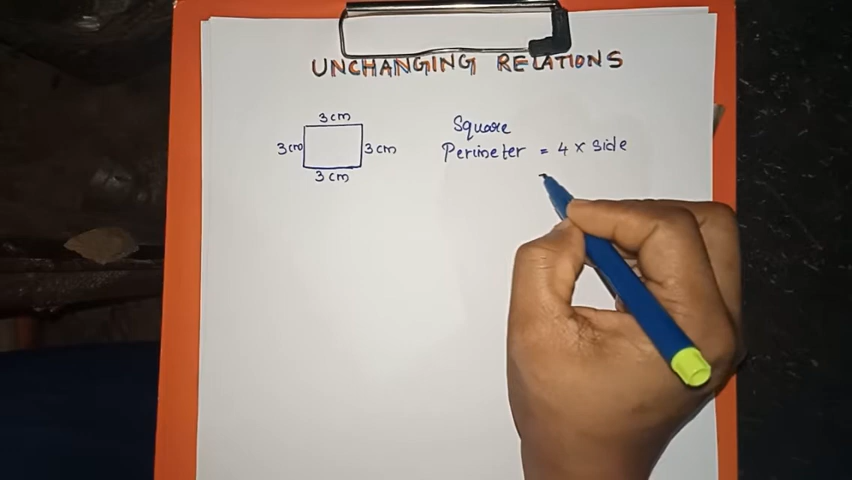 UNCHANGING RELATIONS
3 cm
Square
3 cm 3 cm
Perimeter = 4 × side
3 cm